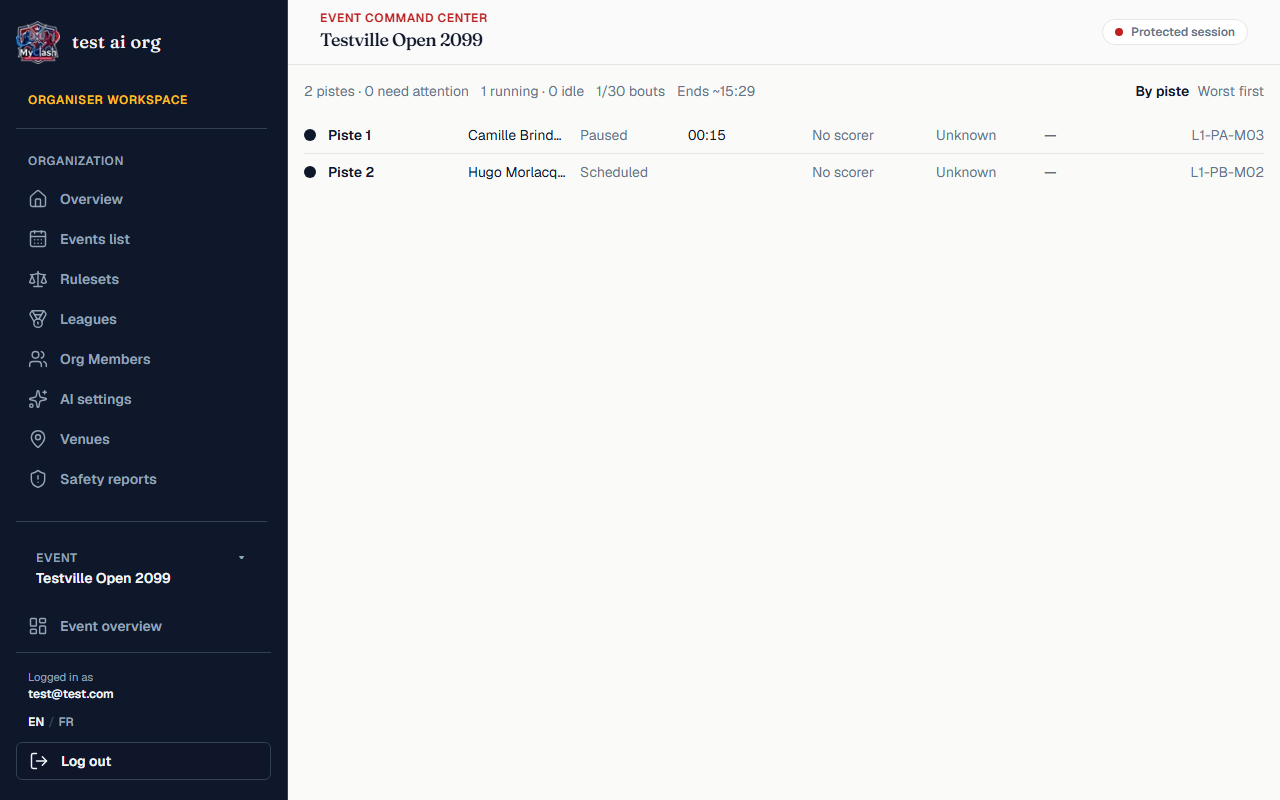 MyClash
test ai org
ORGANISER WORKSPACE
ORGANIZATION
Overview
Events list
Rulesets
Leagues
Org Members
AI settings
Venues
Safety reports
EVENT
Testville Open 2099
Event overview
Logged in as
test@test.com
EN / FR
Log out
EVENT COMMAND CENTER
Testville Open 2099
Protected session
2 pistes · 0 need attention 1 running · 0 idle 1/30 bouts Ends ~15:29 By piste Worst first
Piste 1 Camille Brind… Paused 00:15 No scorer Unknown — L1-PA-M03
Piste 2 Hugo Morlacq… Scheduled No scorer Unknown — L1-PB-M02